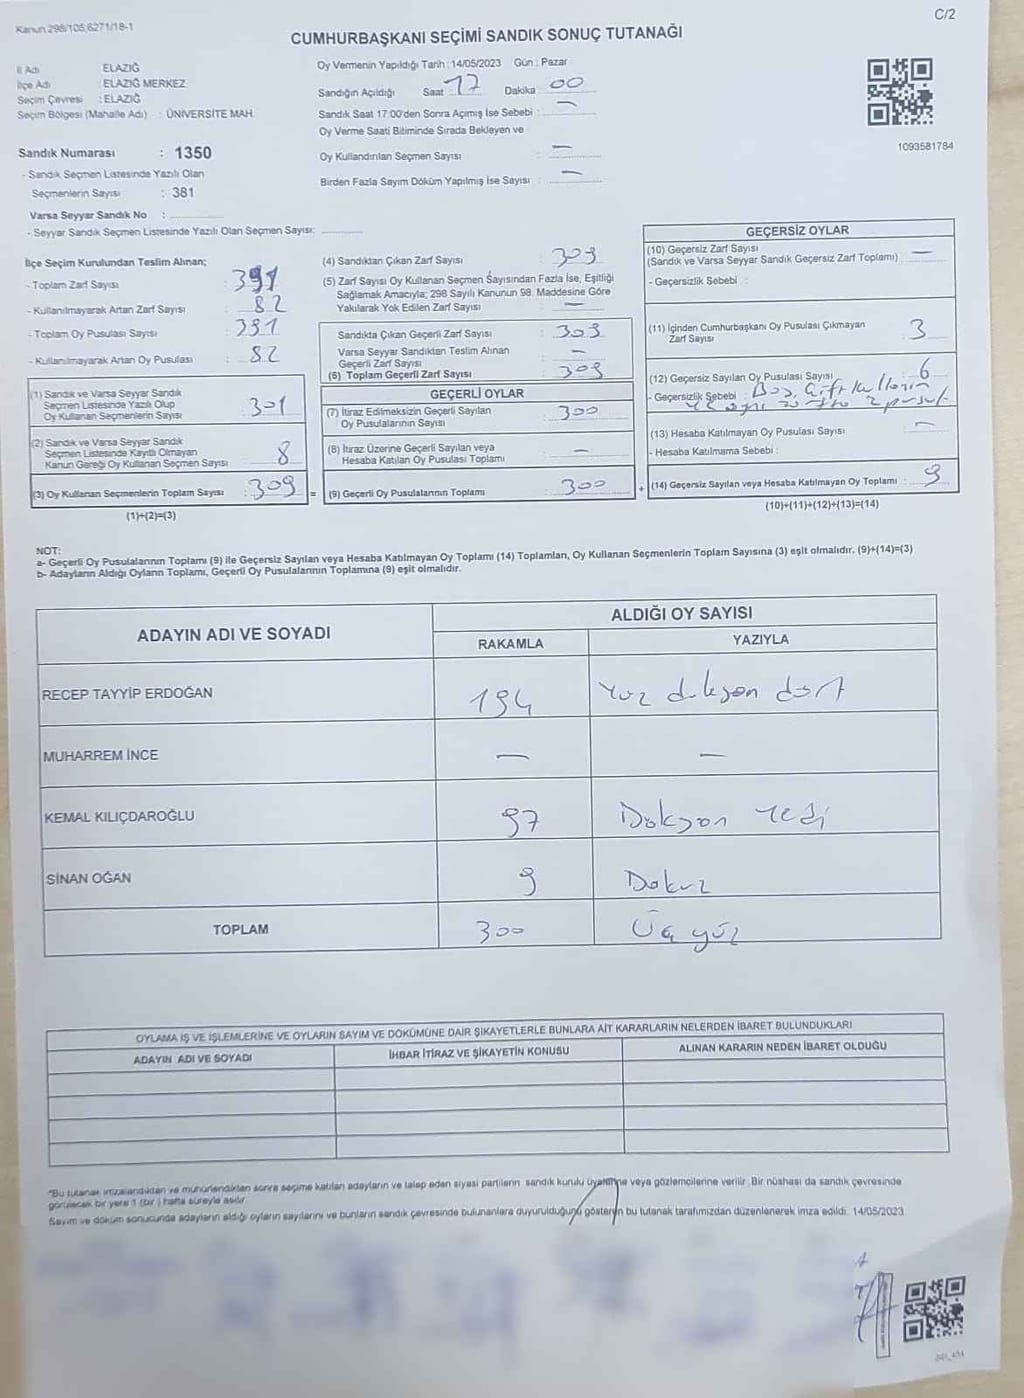 Kanun 298/105,6271/18-1
C/2
CUMHURBAŞKANI SEÇİMİ SANDIK SONUÇ TUTANAĞI
İl Adı : ELAZIĞ
İlçe Adı : ELAZIĞ MERKEZ
Seçim Çevresi : ELAZIĞ
Seçim Bölgesi (Mahalle Adı) : ÜNİVERSİTE MAH.
Sandık Numarası : 1350
- Sandık Seçmen Listesinde Yazılı Olan
Seçmenlerin Sayısı : 381
Varsa Seyyar Sandık No :
- Seyyar Sandık Seçmen Listesinde Yazılı Olan Seçmen Sayısı:
Oy Vermenin Yapıldığı Tarih : 14/05/2023 Gün : Pazar
Sandığın Açıldığı Saat 17 Dakika 00
Sandık Saat 17:00'den Sonra Açımış İse Sebebi : —
Oy Verme Saati Bitiminde Sırada Bekleyen ve
Oy Kullandırılan Seçmen Sayısı : —
Birden Fazla Sayım Döküm Yapılmış İse Sayısı : —
1093581784
İlçe Seçim Kurulundan Teslim Alınan;
- Toplam Zarf Sayısı : 391
- Kullanılmayarak Artan Zarf Sayısı : 82
- Toplam Oy Pusulası Sayısı : 391
- Kullanılmayarak Artan Oy Pusulası : 82
(1) Sandık ve Varsa Seyyar Sandık
Seçmen Listesinde Yazılı Olup
Oy Kullanan Seçmenlerin Sayısı : 301
(2) Sandık ve Varsa Seyyar Sandık
Seçmen Listesinde Kayıtlı Olmayan
Kanun Gereği Oy Kullanan Seçmen Sayısı : 8
(3) Oy Kullanan Seçmenlerin Toplam Sayısı : 309 =
(1)+(2)=(3)
(4) Sandıktan Çıkan Zarf Sayısı : 309
(5) Zarf Sayısı Oy Kullanan Seçmen Sayısından Fazla İse, Eşitliği
Sağlamak Amacıyla; 298 Sayılı Kanunun 98. Maddesine Göre
Yakılarak Yok Edilen Zarf Sayısı : —
Sandıkta Çıkan Geçerli Zarf Sayısı : 309
Varsa Seyyar Sandıktan Teslim Alınan
Geçerli Zarf Sayısı : —
(6) Toplam Geçerli Zarf Sayısı : 309
GEÇERLİ OYLAR
(7) İtiraz Edilmeksizin Geçerli Sayılan
Oy Pusulalarının Sayısı : 300
(8) İtiraz Üzerine Geçerli Sayılan veya
Hesaba Katılan Oy Pusulası Toplamı : —
(9) Geçerli Oy Pusulalarının Toplamı : 300 +
GEÇERSİZ OYLAR
(10) Geçersiz Zarf Sayısı
(Sandık ve Varsa Seyyar Sandık Geçersiz Zarf Toplamı) : —
- Geçersizlik Sebebi :
(11) İçinden Cumhurbaşkanı Oy Pusulası Çıkmayan
Zarf Sayısı : 3
(12) Geçersiz Sayılan Oy Pusulası Sayısı : 6
- Geçersizlik Sebebi : Boş, Çift
2
(13) Hesaba Katılmayan Oy Pusulası Sayısı : —
- Hesaba Katılmama Sebebi :
(14) Geçersiz Sayılan veya Hesaba Katılmayan Oy Toplamı : 9
(10)+(11)+(12)+(13)=(14)
NOT:
a- Geçerli Oy Pusulalarının Toplamı (9) ile Geçersiz Sayılan veya Hesaba Katılmayan Oy Toplamı (14) Toplamları, Oy Kullanan Seçmenlerin Toplam Sayısına (3) eşit olmalıdır. (9)+(14)=(3)
b- Adayların Aldığı Oyların Toplamı, Geçerli Oy Pusulalarının Toplamına (9) eşit olmalıdır.
ADAYIN ADI VE SOYADI
ALDIĞI OY SAYISI
RAKAMLA YAZIYLA
RECEP TAYYİP ERDOĞAN 194 Yüz doksan dört
MUHARREM İNCE — —
KEMAL KILIÇDAROĞLU 97 Doksan Yedi
SİNAN OĞAN 9 Dokuz
TOPLAM 300 Üç yüz
OYLAMA İŞ VE İŞLEMLERİNE VE OYLARIN SAYIM VE DÖKÜMÜNE DAİR ŞİKAYETLERLE BUNLARA AİT KARARLARIN NELERDEN İBARET BULUNDUKLARI
ADAYIN ADI VE SOYADI İHBAR İTİRAZ VE ŞİKAYETİN KONUSU ALINAN KARARIN NEDEN İBARET OLDUĞU
*Bu tutanak imzalandıktan ve mühürlendikten sonra seçime katılan adayların ve talep eden siyasi partilerin sandık kurulu üyelerine veya gözlemcilerine verilir. Bir nüshası da sandık çevresinde
görülecek bir yere 1 (bir) hafta süreyle asılır.
Sayım ve döküm sonucunda adayların aldığı oyların sayılarını ve bunların sandık çevresinde bulunanlara duyurulduğunu gösteren bu tutanak tarafımızdan düzenlenerek imza edildi. 14/05/2023